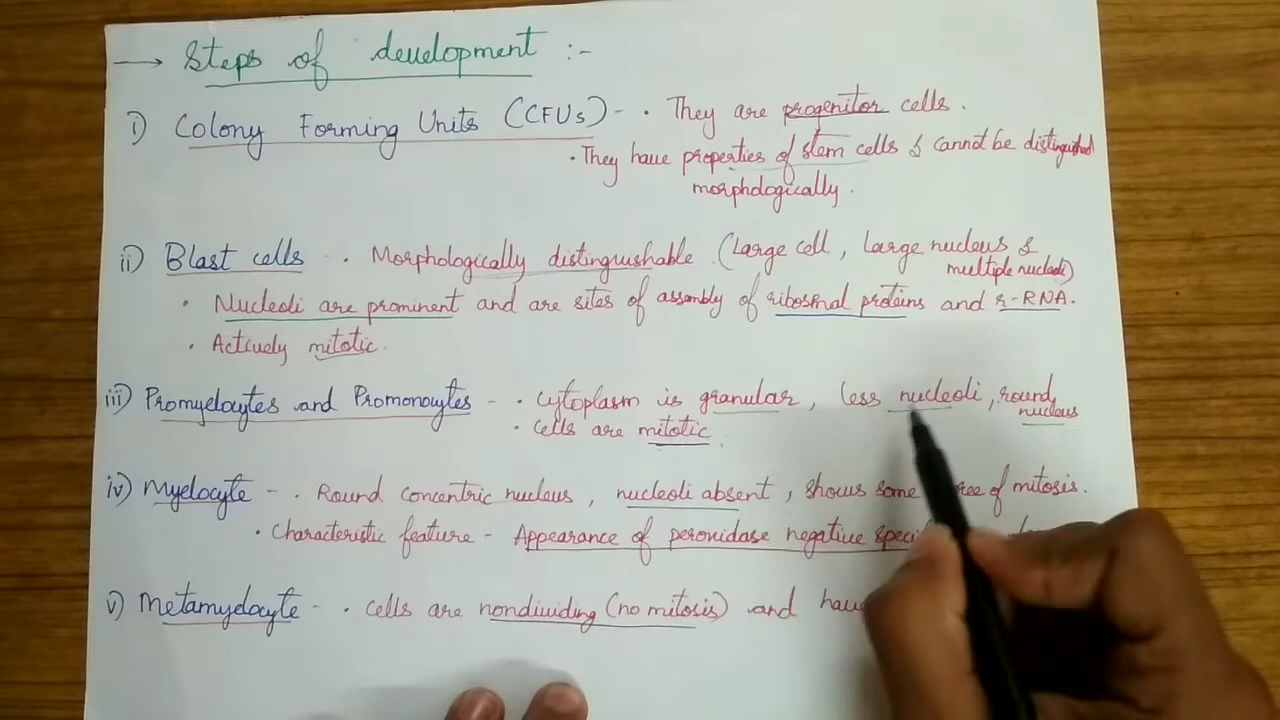 → Steps of development :-
i) Colony Forming Units (CFUs) - • They are progenitor cells.
• They have properties of stem cells & cannot be distinguished
morphologically.
ii) Blast cells - • Morphologically distinguishable (Large cell, large nucleus &
multiple nucleoli)
• Nucleoli are prominent and are sites of assembly of ribosomal proteins and r-RNA.
• Actively mitotic.
iii) Promyelocytes and Promonocytes - • Cytoplasm is granular, less nucleoli, round
nucleus
• Cells are mitotic.
iv) Myelocyte - • Round concentric nucleus, nucleoli absent, shows some of mitosis.
• Characteristic feature - Appearance of peroxidase negative
v) Metamyelocyte - • Cells are nondividing (no mitosis) and